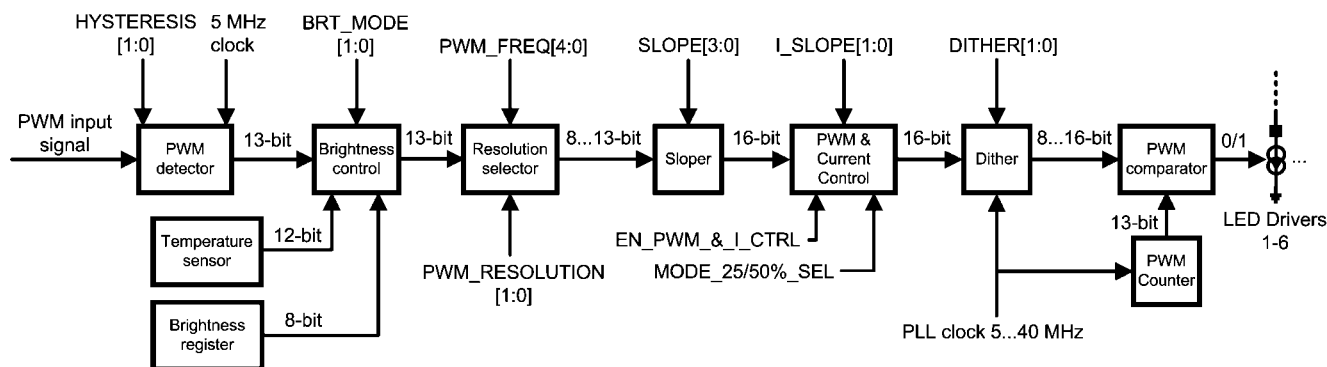 HYSTERESIS
[1:0]
5 MHz
clock
BRT_MODE
[1:0]
PWM_FREQ[4:0]
SLOPE[3:0]
I_SLOPE[1:0]
DITHER[1:0]
PWM input
signal
PWM
detector
13-bit
Brightness
control
13-bit
Resolution
selector
8...13-bit
Sloper
16-bit
PWM &
Current
Control
16-bit
Dither
8...16-bit
PWM
comparator
0/1
...
LED Drivers
1-6
Temperature
sensor
12-bit
Brightness
register
8-bit
PWM_RESOLUTION
[1:0]
EN_PWM_&_I_CTRL
MODE_25/50%_SEL
13-bit
PWM
Counter
PLL clock 5...40 MHz